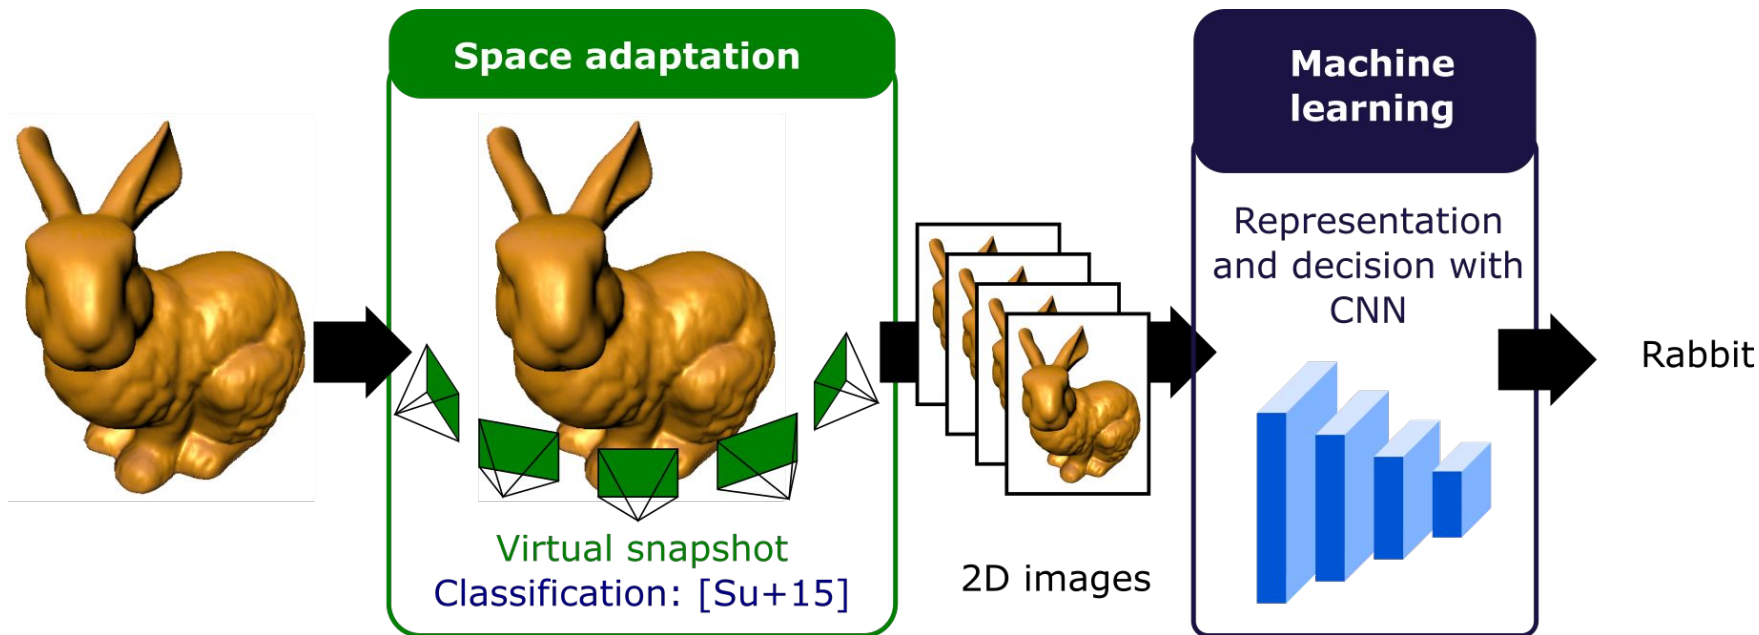 Space adaptation
Virtual snapshot
Classification: [Su+15]
2D images
Machine
learning
Representation
and decision with
CNN
Rabbit